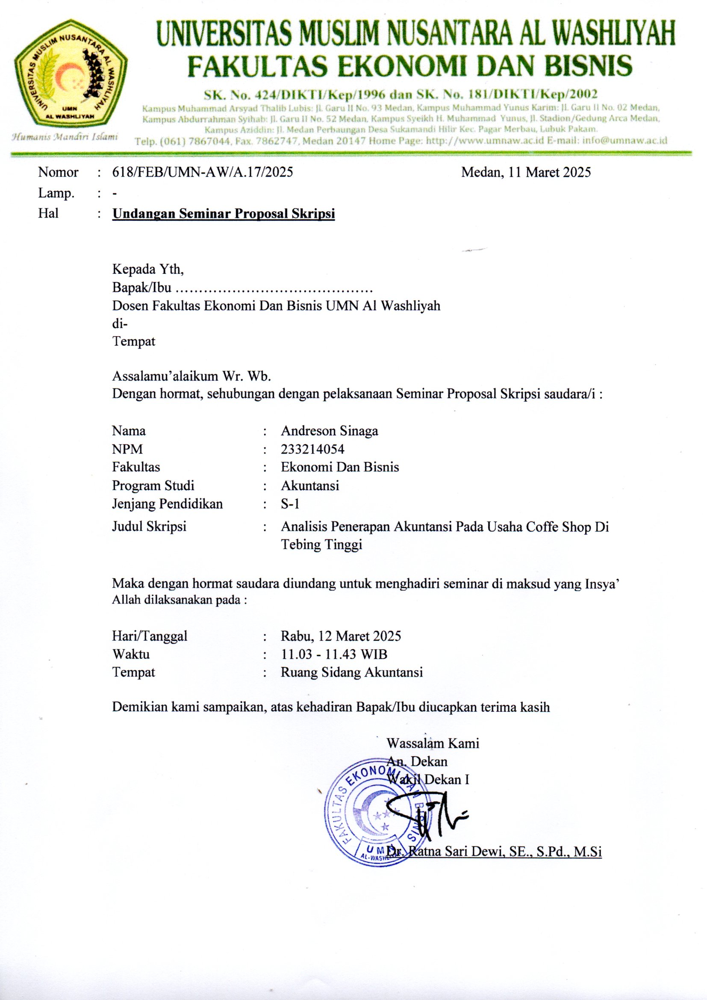 UNIVERSITAS MUSLIM NUSANTARA AL WASHLIYAH
UMN
AL WASHLIYAH
Humanis Mandiri Islami
UNIVERSITAS MUSLIM NUSANTARA AL WASHLIYAH
FAKULTAS EKONOMI DAN BISNIS
SK. No. 424/DIKTI/Kep/1996 dan SK. No. 181/DIKTI/Kep/2002
Kampus Muhammad Arsyad Thalib Lubis: Jl. Garu II No. 93 Medan, Kampus Muhammad Yunus Karim: Jl. Garu II No. 02 Medan,
Kampus Abdurrahman Syihab: Jl. Garu II No. 52 Medan, Kampus Syeikh H. Muhammad Yunus, Jl. Stadion/Gedung Arca Medan,
Kampus Aziddin: Jl. Medan Perbaungan Desa Sukamandi Hilir Kec. Pagar Merbau, Lubuk Pakam.
Telp. (061) 7867044, Fax. 7862747, Medan 20147 Home Page: http://www.umnaw.ac.id E-mail: info@umnaw.ac.id
Nomor : 618/FEB/UMN-AW/A.17/2025 Medan, 11 Maret 2025
Lamp. : -
Hal : Undangan Seminar Proposal Skripsi
Kepada Yth,
Bapak/Ibu ..........................................
Dosen Fakultas Ekonomi Dan Bisnis UMN Al Washliyah
di-
Tempat
Assalamu’alaikum Wr. Wb.
Dengan hormat, sehubungan dengan pelaksanaan Seminar Proposal Skripsi saudara/i :
Nama : Andreson Sinaga
NPM : 233214054
Fakultas : Ekonomi Dan Bisnis
Program Studi : Akuntansi
Jenjang Pendidikan : S-1
Judul Skripsi : Analisis Penerapan Akuntansi Pada Usaha Coffe Shop Di
Tebing Tinggi
Maka dengan hormat saudara diundang untuk menghadiri seminar di maksud yang Insya’
Allah dilaksanakan pada :
Hari/Tanggal : Rabu, 12 Maret 2025
Waktu : 11.03 - 11.43 WIB
Tempat : Ruang Sidang Akuntansi
Demikian kami sampaikan, atas kehadiran Bapak/Ibu diucapkan terima kasih
Wassalam Kami
An. Dekan
Wakil Dekan I
FAKULTAS EKONOMI DAN BISNIS
UMN
AL-WASHLIYAH
Dr. Ratna Sari Dewi, SE., S.Pd., M.Si